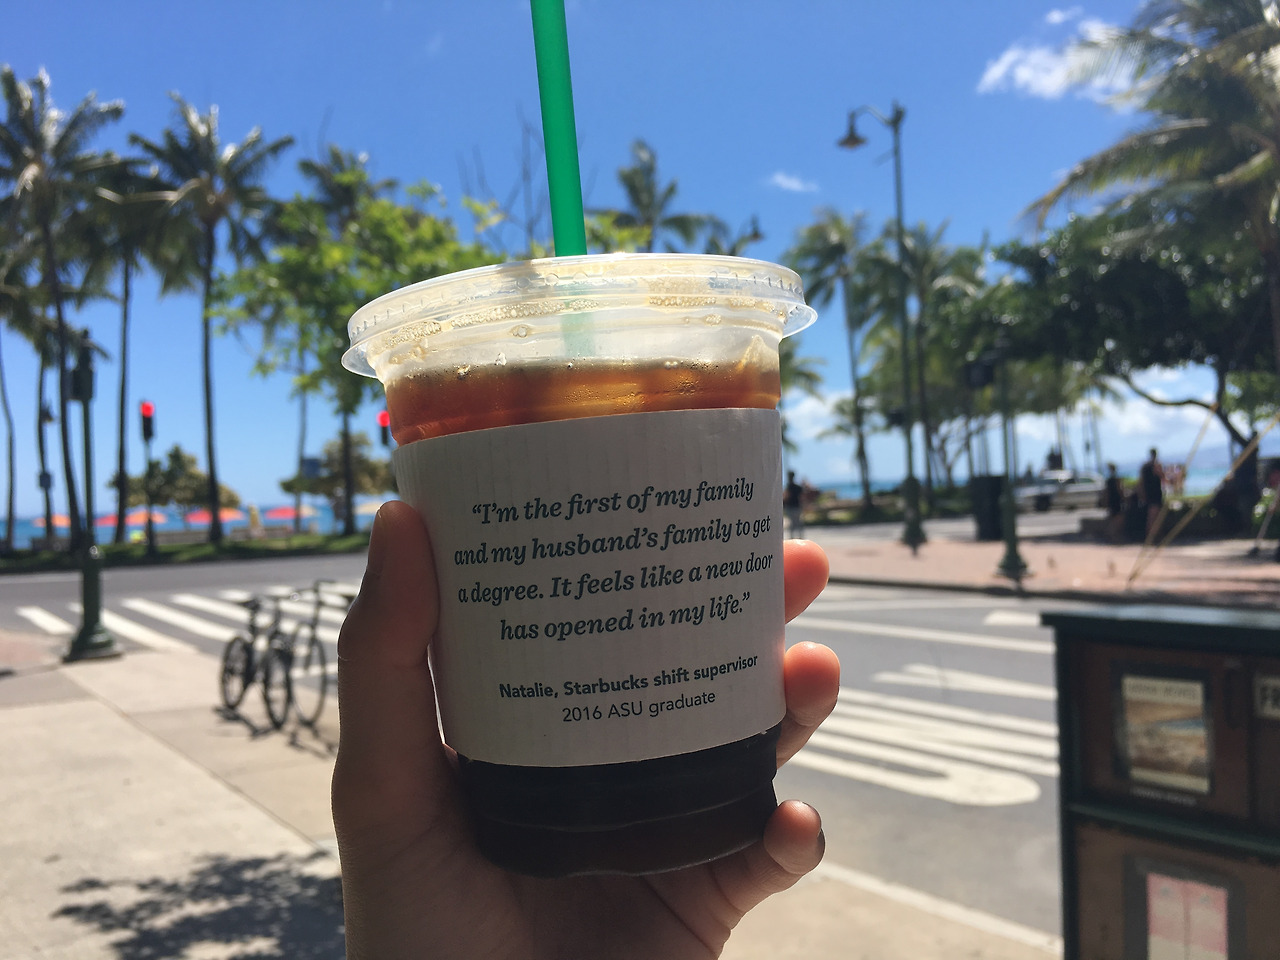 “I’m the first of my family
and my husband’s family to get
a degree. It feels like a new door
has opened in my life.”
Natalie, Starbucks shift supervisor
2016 ASU graduate